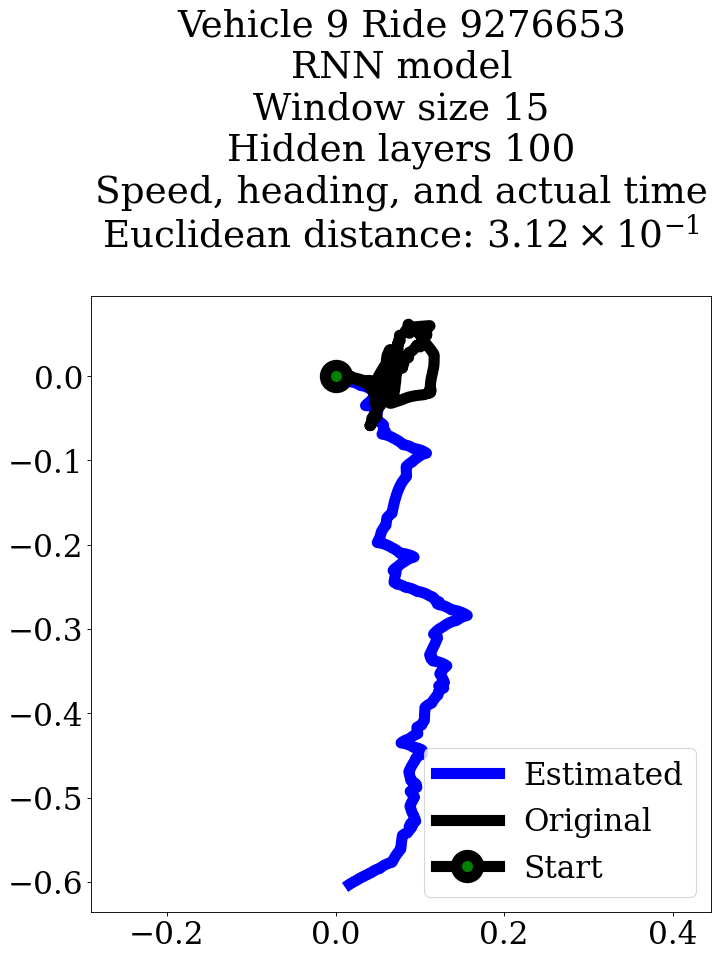 Vehicle 9 Ride 9276653
RNN model
Window size 15
Hidden layers 100
Speed, heading, and actual time
Euclidean distance: 3.12 × 10⁻¹
0.0
−0.1
−0.2
−0.3
−0.4
−0.5
−0.6
Estimated
Original
Start
−0.2 0.0 0.2 0.4